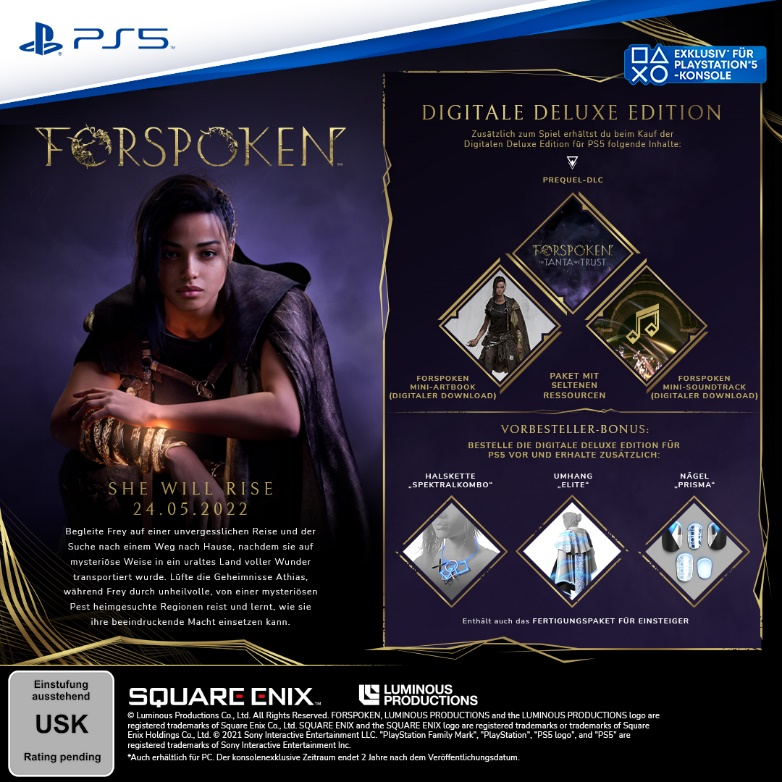 PS5™
EXKLUSIV* FÜR
PLAYSTATION®5
-KONSOLE
FORSPOKEN™
SHE WILL RISE
24.05.2022
Begleite Frey auf einer unvergesslichen Reise und der
Suche nach einem Weg nach Hause, nachdem sie auf
mysteriöse Weise in ein uraltes Land voller Wunder
transportiert wurde. Lüfte die Geheimnisse Athias,
während Frey durch unheilvolle, von einer mysteriösen
Pest heimgesuchte Regionen reist und lernt, wie sie
ihre beeindruckende Macht einsetzen kann.
DIGITALE DELUXE EDITION
Zusätzlich zum Spiel erhältst du beim Kauf der
Digitalen Deluxe Edition für PS5 folgende Inhalte:
PREQUEL-DLC
FORSPOKEN
IN TANTA WE TRUST
FORSPOKEN
MINI-ARTBOOK
(DIGITALER DOWNLOAD)
PAKET MIT
SELTENEN
RESSOURCEN
FORSPOKEN
MINI-SOUNDTRACK
(DIGITALER DOWNLOAD)
VORBESTELLER-BONUS:
BESTELLE DIE DIGITALE DELUXE EDITION FÜR
PS5 VOR UND ERHALTE ZUSÄTZLICH:
HALSKETTE
„SPEKTRALKOMBO“
UMHANG
„ELITE“
NÄGEL
„PRISMA“
Enthält auch das FERTIGUNGSPAKET FÜR EINSTEIGER
Einstufung
ausstehend
USK
Rating pending
SQUARE ENIX™
LUMINOUS
PRODUCTIONS
© Luminous Productions Co., Ltd. All Rights Reserved. FORSPOKEN, LUMINOUS PRODUCTIONS and the LUMINOUS PRODUCTIONS logo are
registered trademarks of Square Enix Co., Ltd. SQUARE ENIX and the SQUARE ENIX logo are registered trademarks or trademarks of Square
Enix Holdings Co., Ltd. © 2021 Sony Interactive Entertainment LLC. "PlayStation Family Mark", "PlayStation", "PS5 logo", and "PS5" are
registered trademarks of Sony Interactive Entertainment Inc.
*Auch erhältlich für PC. Der konsolenexklusive Zeitraum endet 2 Jahre nach dem Veröffentlichungsdatum.